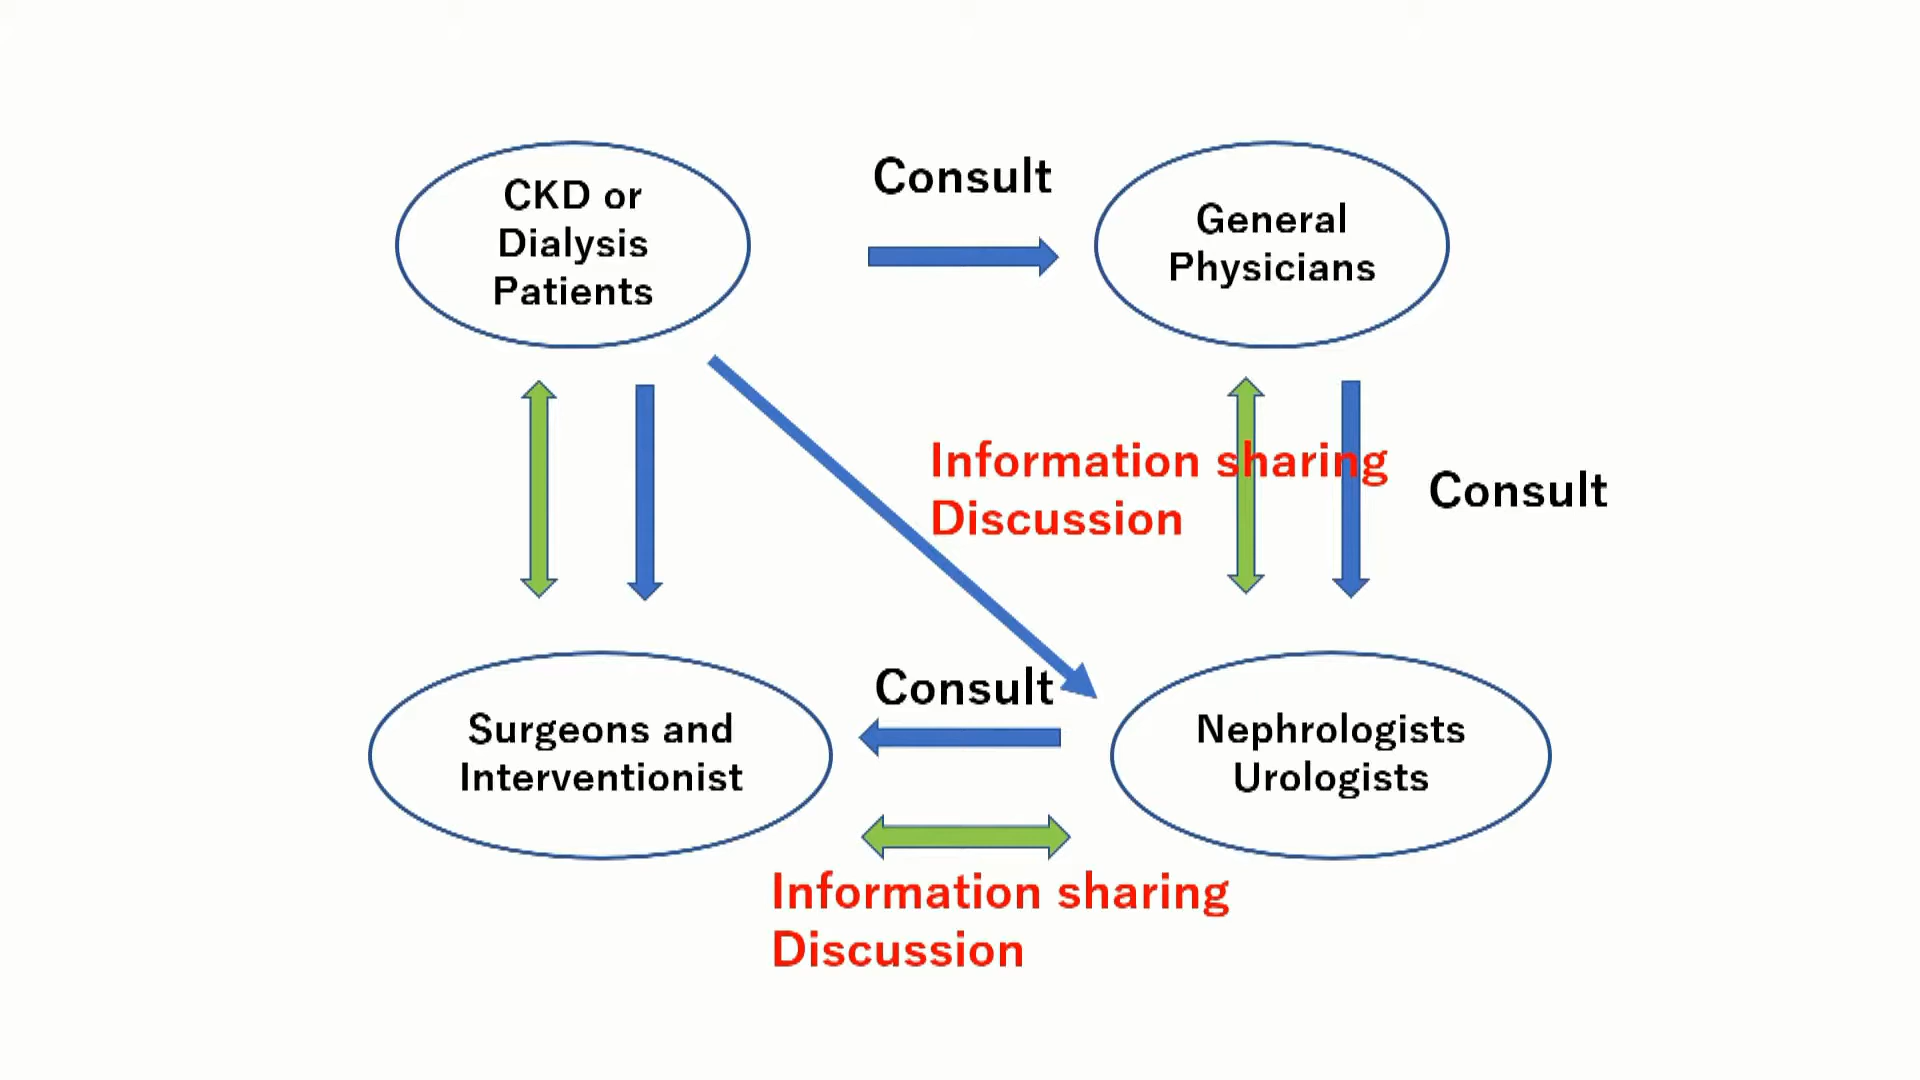 CKD or
Dialysis
Patients
Consult
General
Physicians
Information sharing
Discussion
Consult
Consult
Surgeons and
Interventionist
Nephrologists
Urologists
Information sharing
Discussion